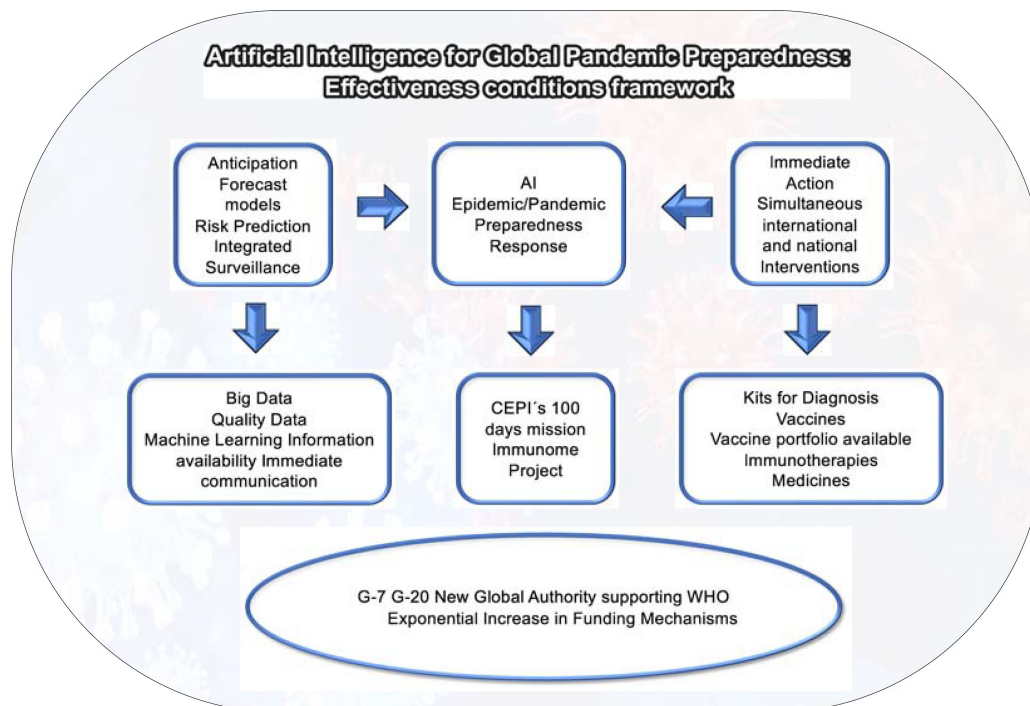 Artificial Intelligence for Global Pandemic Preparedness:
Effectiveness conditions framework
Anticipation
Forecast
models
Risk Prediction
Integrated
Surveillance
AI
Epidemic/Pandemic
Preparedness
Response
Immediate
Action
Simultaneous
international
and national
Interventions
Big Data
Quality Data
Machine Learning Information
availability Immediate
communication
CEPI´s 100
days mission
Immunome
Project
Kits for Diagnosis
Vaccines
Vaccine portfolio available
Immunotherapies
Medicines
G-7 G-20 New Global Authority supporting WHO
Exponential Increase in Funding Mechanisms